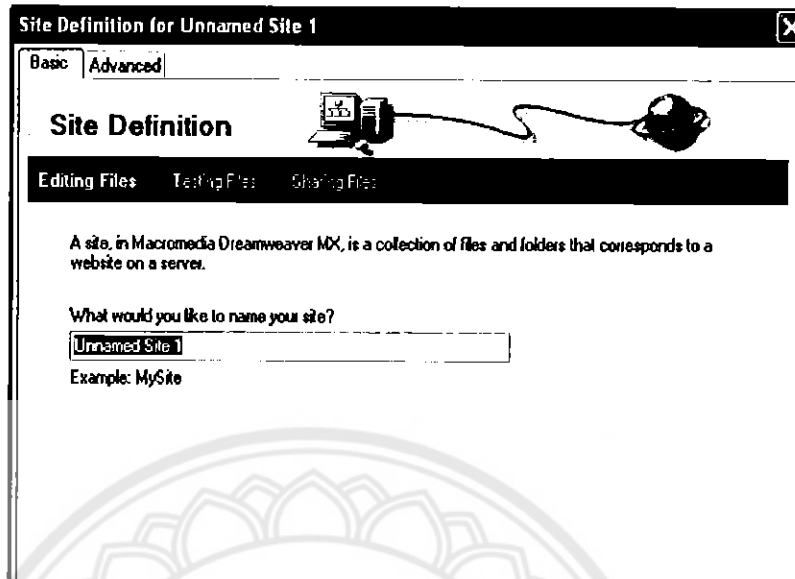 Site Definition for Unnamed Site 1
Basic
Advanced
Site Definition
Editing Files Testing Files Sharing Files
A site, in Macromedia Dreamweaver MX, is a collection of files and folders that corresponds to a
website on a server.
What would you like to name your site?
Unnamed Site 1
Example: MySite